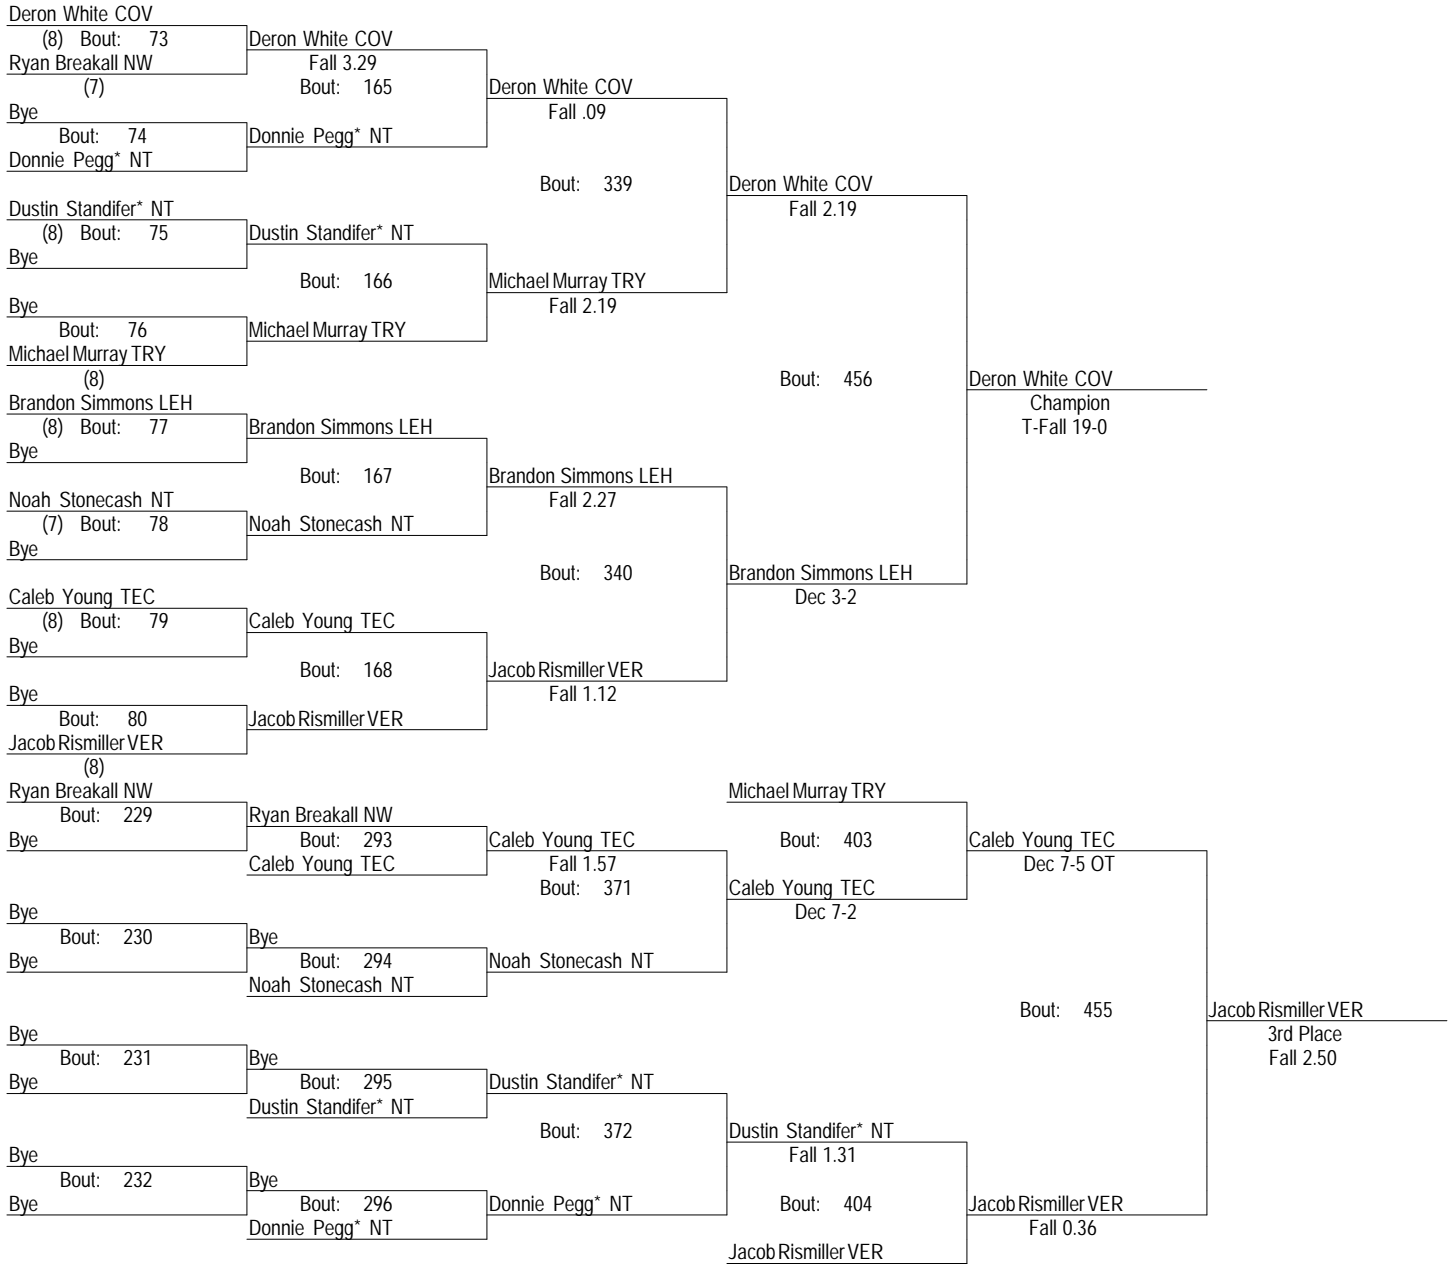 Deron White COV
(8) Bout: 73 Deron White COV
Ryan Breakall NW Fall 3.29
(7) Bout: 165 Deron White COV
Bye Fall .09
Bout: 74 Donnie Pegg* NT
Donnie Pegg* NT
Bout: 339 Deron White COV
Dustin Standifer* NT Fall 2.19
(8) Bout: 75 Dustin Standifer* NT
Bye
Bout: 166 Michael Murray TRY
Bye Fall 2.19
Bout: 76 Michael Murray TRY
Michael Murray TRY
(8) Bout: 456 Deron White COV
Brandon Simmons LEH Champion
(8) Bout: 77 Brandon Simmons LEH T-Fall 19-0
Bye
Bout: 167 Brandon Simmons LEH
Noah Stonecash NT Fall 2.27
(7) Bout: 78 Noah Stonecash NT
Bye
Bout: 340 Brandon Simmons LEH
Caleb Young TEC Dec 3-2
(8) Bout: 79 Caleb Young TEC
Bye
Bout: 168 Jacob Rismiller VER
Bye Fall 1.12
Bout: 80 Jacob Rismiller VER
Jacob Rismiller VER
(8)
Ryan Breakall NW Michael Murray TRY
Bout: 229 Ryan Breakall NW
Bye Bout: 293 Caleb Young TEC Bout: 403 Caleb Young TEC
Caleb Young TEC Fall 1.57 Dec 7-5 OT
Bout: 371 Caleb Young TEC
Bye Dec 7-2
Bout: 230 Bye
Bye Bout: 294 Noah Stonecash NT
Noah Stonecash NT
Bout: 455 Jacob Rismiller VER
Bye 3rd Place
Bout: 231 Bye Fall 2.50
Bye Bout: 295 Dustin Standifer* NT
Dustin Standifer* NT
Bout: 372 Dustin Standifer* NT
Bye Fall 1.31
Bout: 232 Bye
Bye Bout: 296 Donnie Pegg* NT Bout: 404 Jacob Rismiller VER
Donnie Pegg* NT Fall 0.36
Jacob Rismiller VER